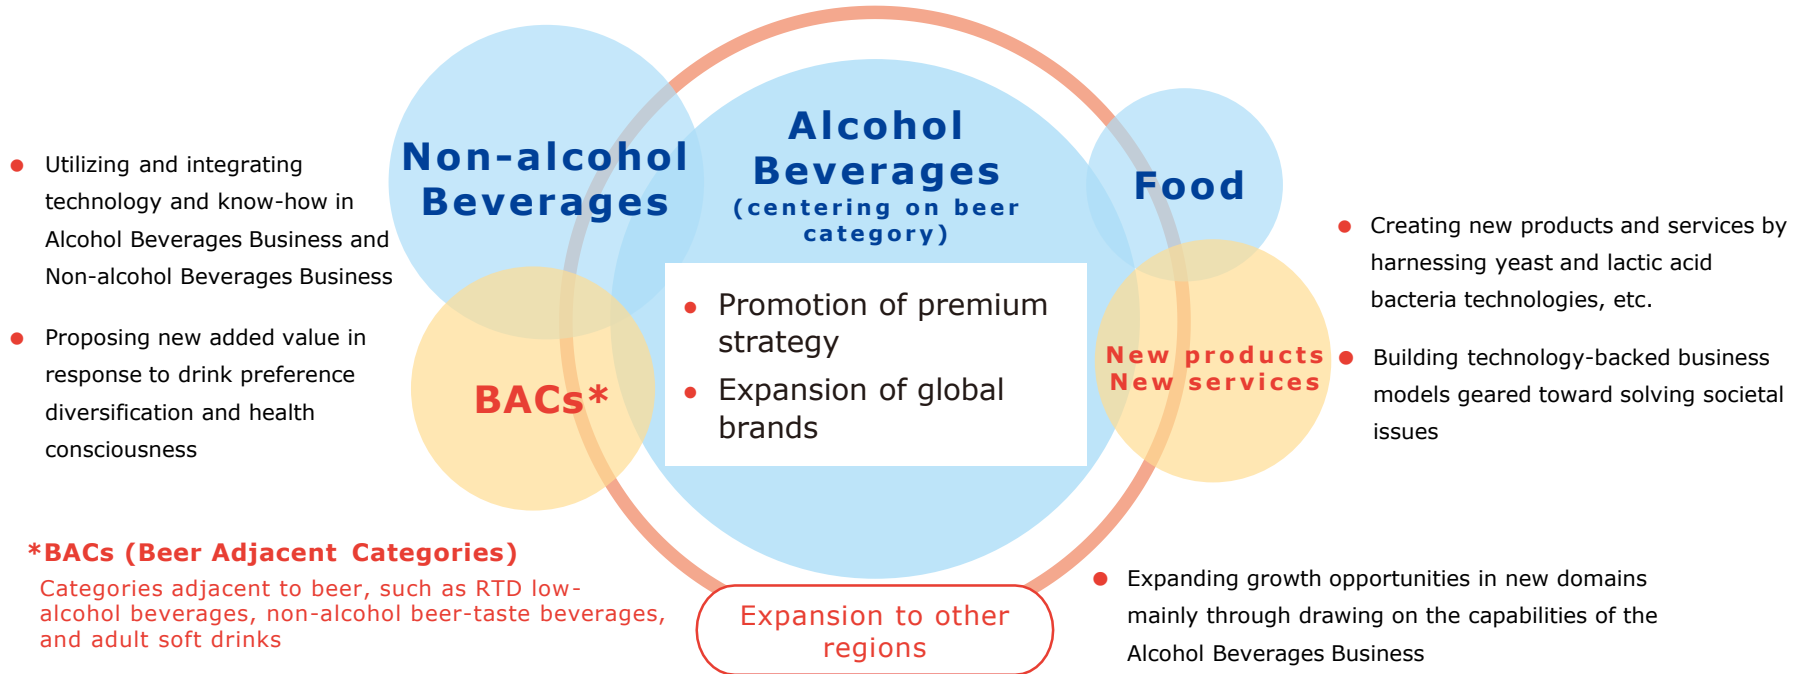 Non-alcohol
Beverages
Alcohol
Beverages
(centering on beer
category)
Food
● Utilizing and integrating
technology and know-how in
Alcohol Beverages Business and
Non-alcohol Beverages Business
● Proposing new added value in
response to drink preference
diversification and health
consciousness
BACs*
● Promotion of premium
strategy
● Expansion of global
brands
New products
New services
● Creating new products and services by
harnessing yeast and lactic acid
bacteria technologies, etc.
● Building technology-backed business
models geared toward solving societal
issues
*BACs (Beer Adjacent Categories)
Categories adjacent to beer, such as RTD low-
alcohol beverages, non-alcohol beer-taste beverages,
and adult soft drinks
Expansion to other
regions
● Expanding growth opportunities in new domains
mainly through drawing on the capabilities of the
Alcohol Beverages Business